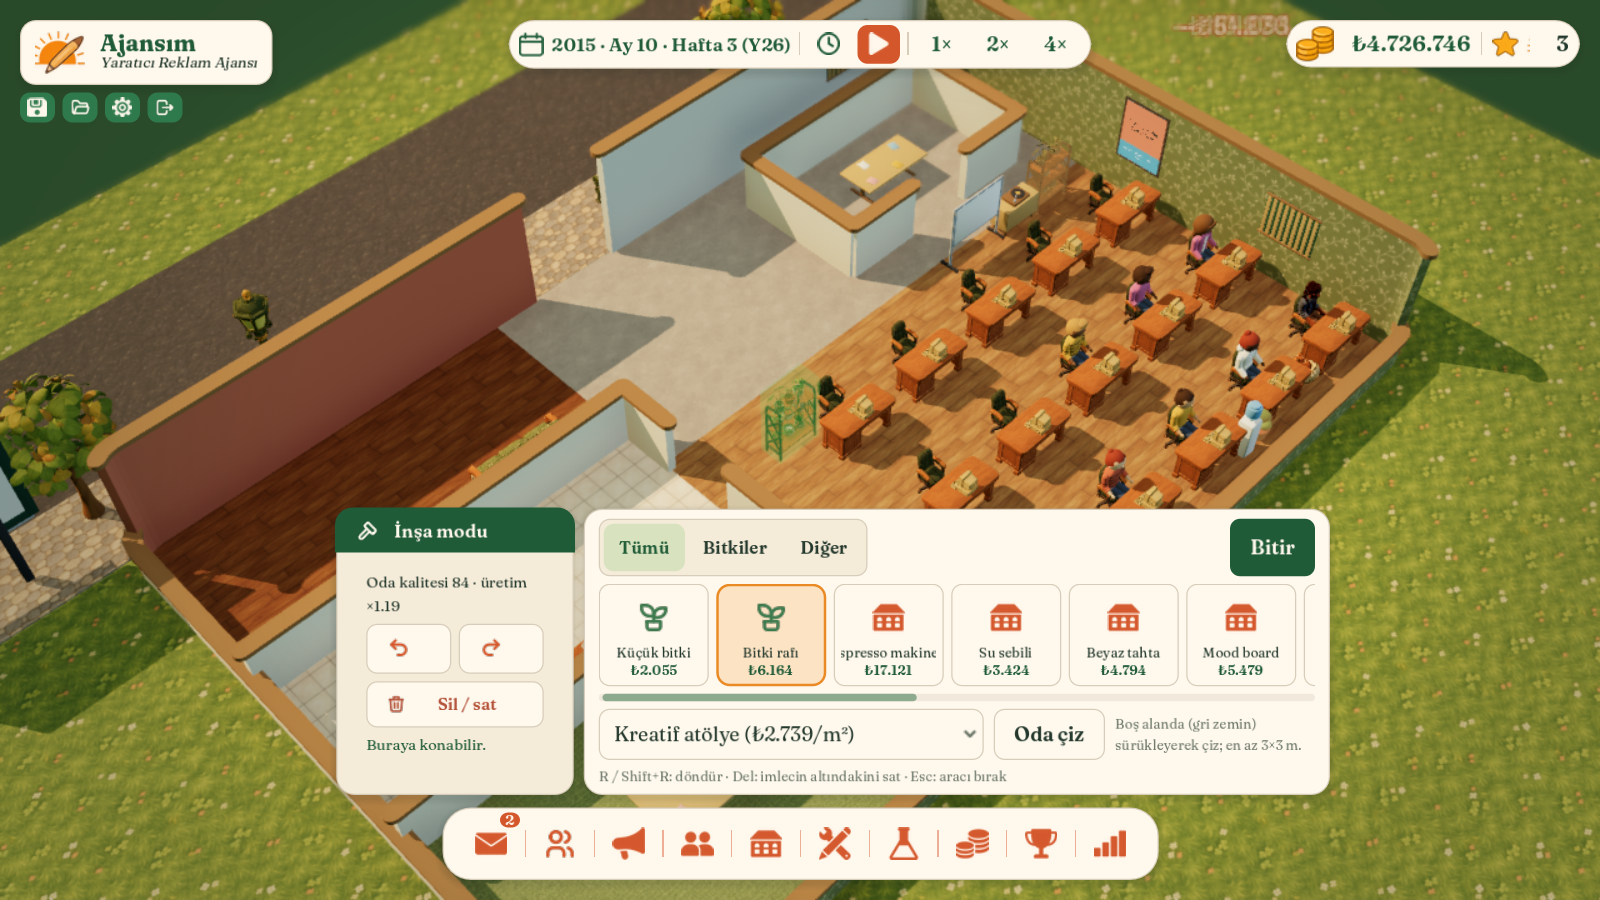 Ajansım
Yaratıcı Reklam Ajansı
2015 · Ay 10 · Hafta 3 (Y26)
1×
2×
4×
₺4.726.746
3
İnşa modu
Oda kalitesi 84 · üretim
×1.19
Sil / sat
Buraya konabilir.
Tümü
Bitkiler
Diğer
Bitir
Küçük bitki
₺2.055
Bitki rafı
₺6.164
spresso makine
₺17.121
Su sebili
₺3.424
Beyaz tahta
₺4.794
Mood board
₺5.479
Kreatif atölye (₺2.739/m²)
Oda çiz
Boş alanda (gri zemin)
sürükleyerek çiz; en az 3×3 m.
R / Shift+R: döndür · Del: imlecin altındakini sat · Esc: aracı bırak
2